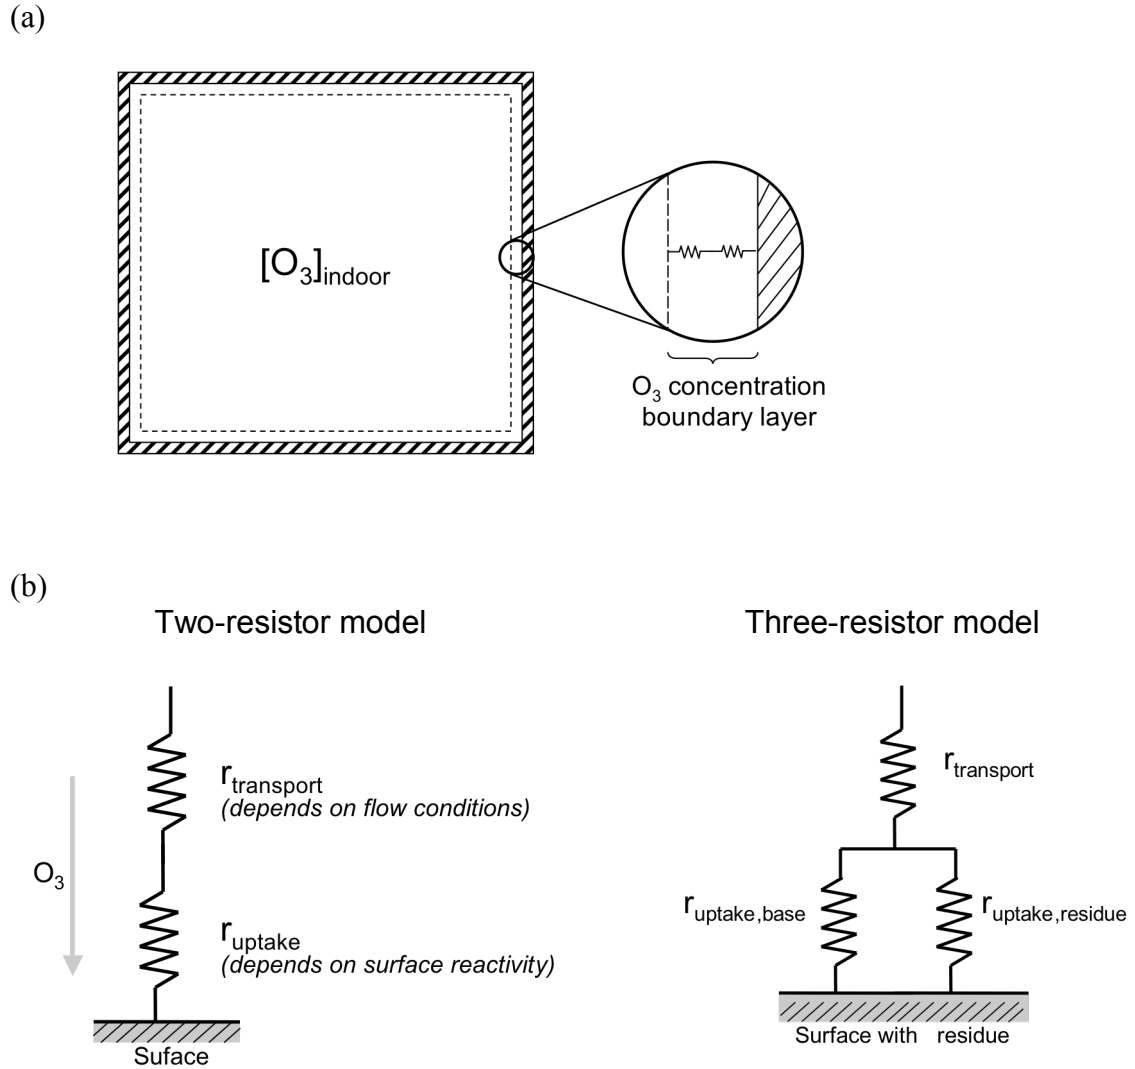 (a)
[O₃]indoor
O₃ concentration
boundary layer
(b)
Two-resistor model
rtransport
(depends on flow conditions)
O₃
ruptake
(depends on surface reactivity)
Suface
Three-resistor model
rtransport
ruptake,base
ruptake,residue
Surface with residue